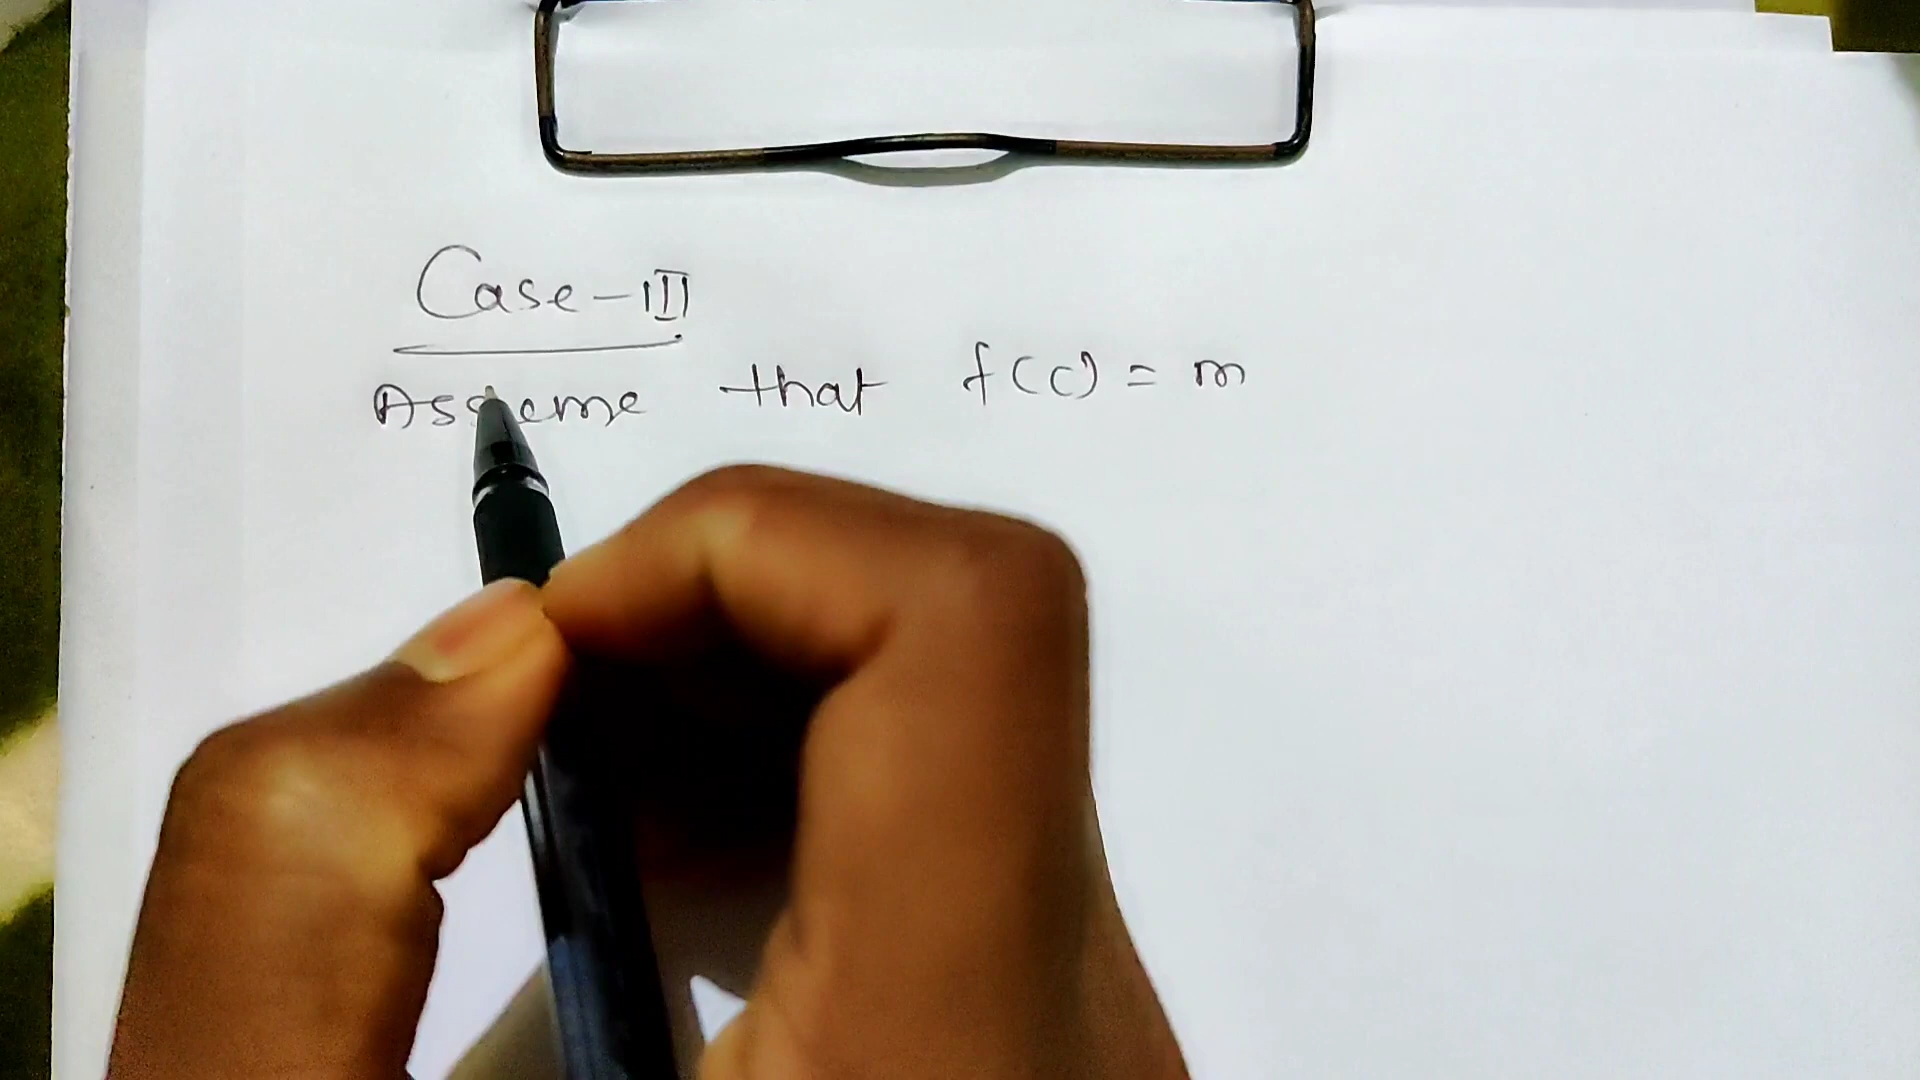 Case-III
Assume that f(c) = m